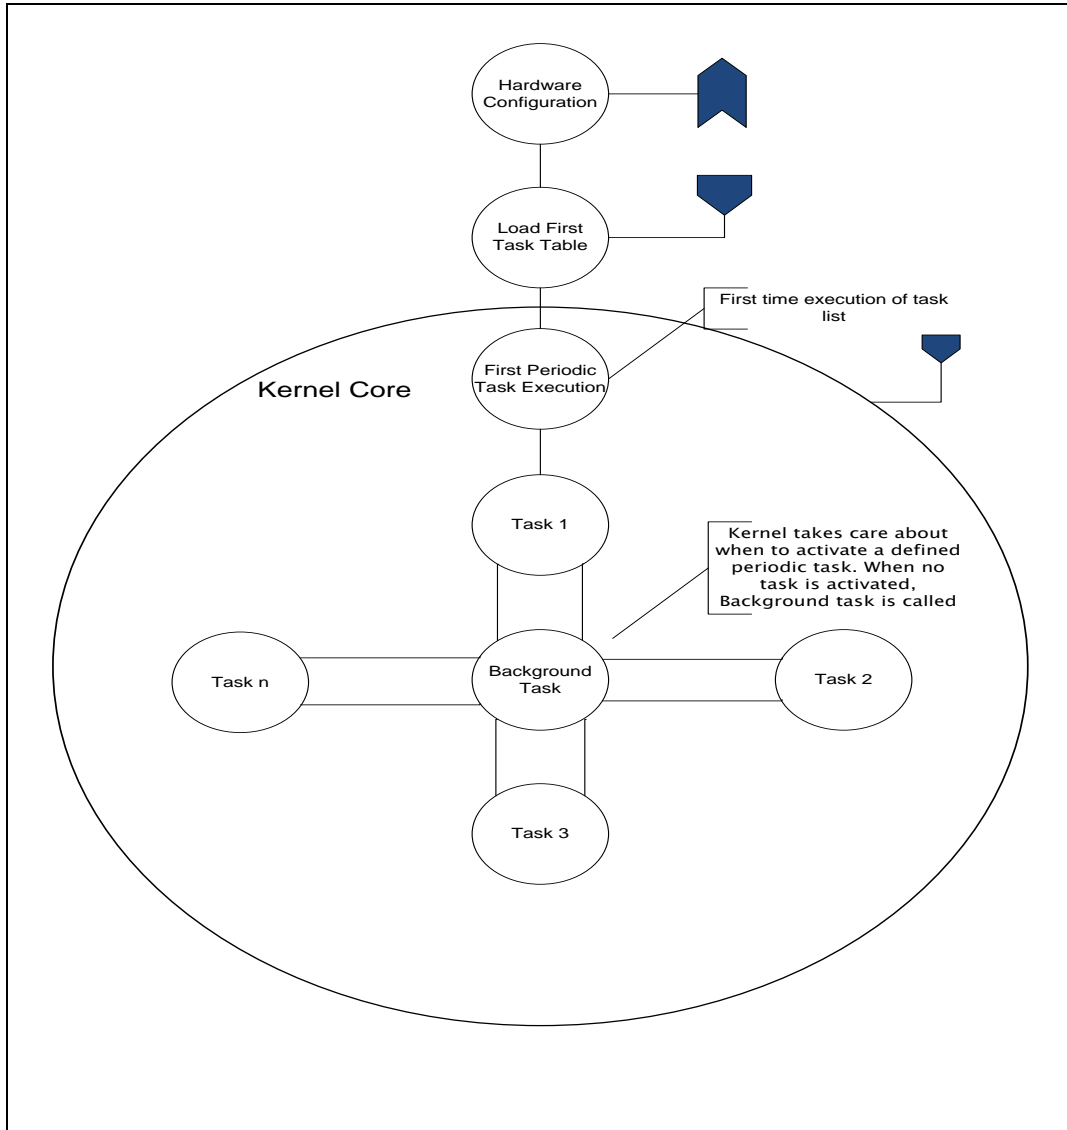 Hardware
Configuration
Load First
Task Table
First time execution of task
list
First Periodic
Task Execution
Kernel Core
Task 1
Kernel takes care about
when to activate a defined
periodic task. When no
task is activated,
Background task is called
Task n
Background
Task
Task 2
Task 3